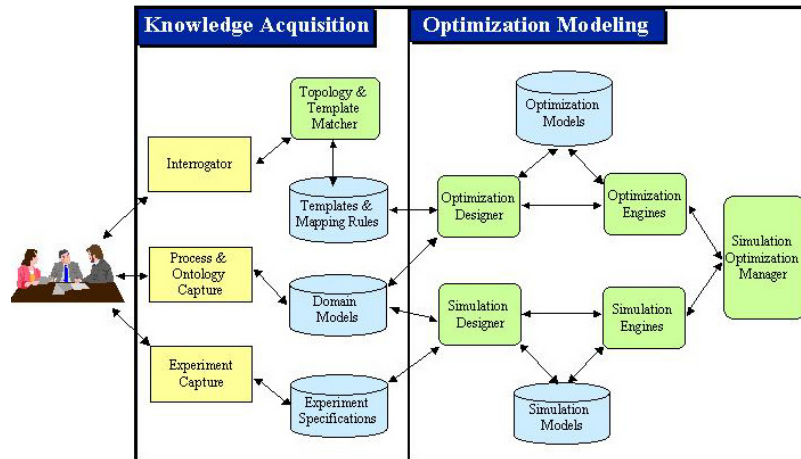 Knowledge Acquisition
Optimization Modeling
Topology &
Template
Matcher
Optimization
Models
Interrogator
Templates &
Mapping Rules
Optimization
Designer
Optimization
Engines
Simulation
Optimization
Manager
Process &
Ontology
Capture
Domain
Models
Simulation
Designer
Simulation
Engines
Experiment
Capture
Experiment
Specifications
Simulation
Models